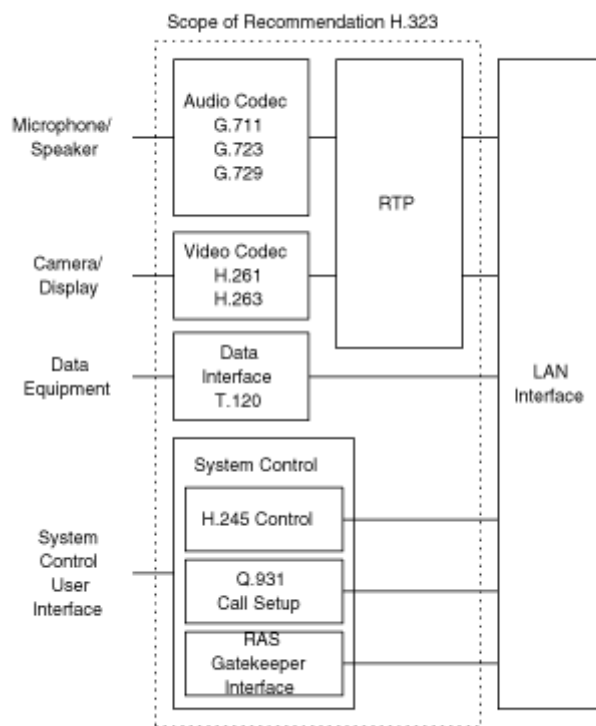 Scope of Recommendation H.323
Microphone/
Speaker
Audio Codec
G.711
G.723
G.729
RTP
Camera/
Display
Video Codec
H.261
H.263
Data
Equipment
Data
Interface
T.120
LAN
Interface
System Control
H.245 Control
System
Control
User
Interface
Q.931
Call Setup
RAS
Gatekeeper
Interface